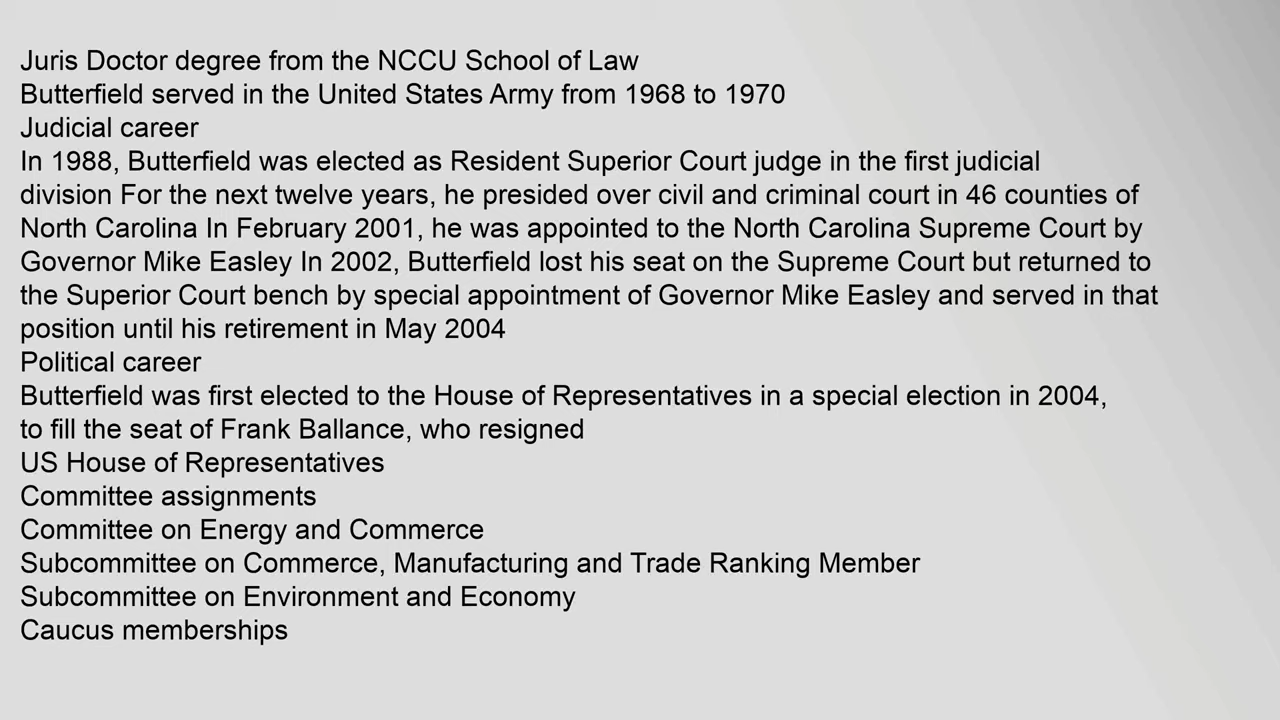 Juris Doctor degree from the NCCU School of Law
Butterfield served in the United States Army from 1968 to 1970
Judicial career
In 1988, Butterfield was elected as Resident Superior Court judge in the first judicial
division For the next twelve years, he presided over civil and criminal court in 46 counties of
North Carolina In February 2001, he was appointed to the North Carolina Supreme Court by
Governor Mike Easley In 2002, Butterfield lost his seat on the Supreme Court but returned to
the Superior Court bench by special appointment of Governor Mike Easley and served in that
position until his retirement in May 2004
Political career
Butterfield was first elected to the House of Representatives in a special election in 2004,
to fill the seat of Frank Ballance, who resigned
US House of Representatives
Committee assignments
Committee on Energy and Commerce
Subcommittee on Commerce, Manufacturing and Trade Ranking Member
Subcommittee on Environment and Economy
Caucus memberships